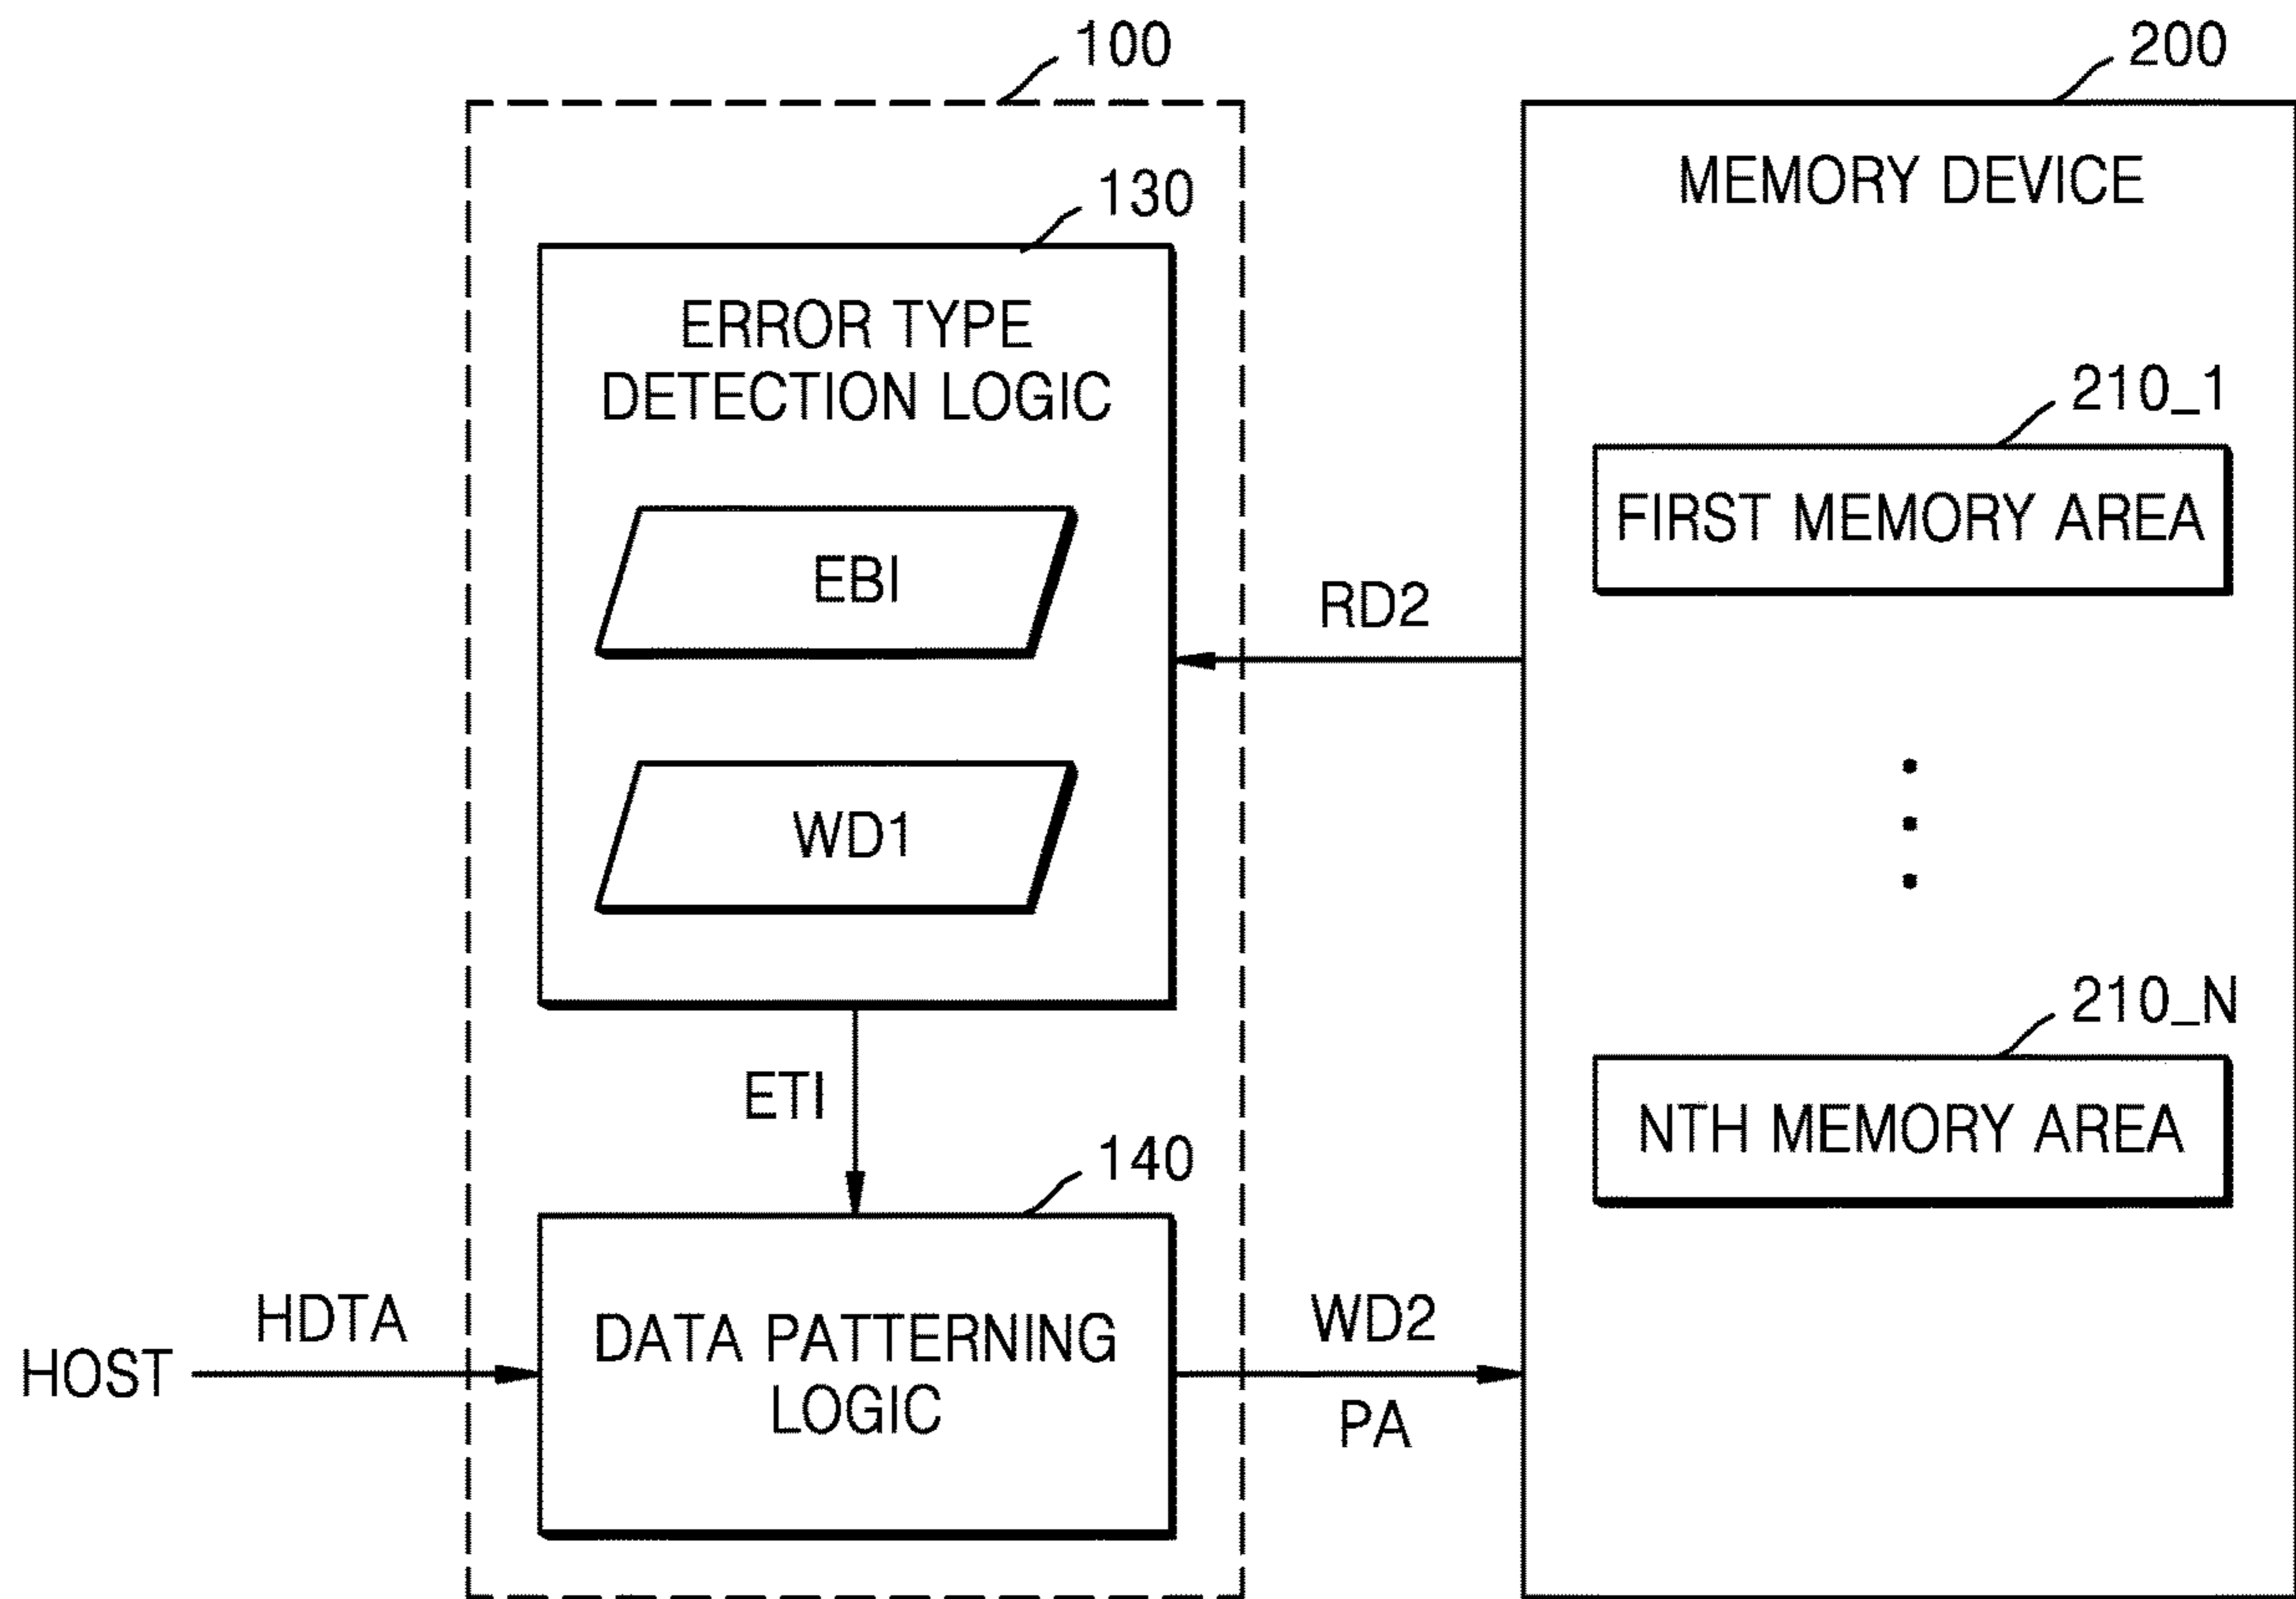 100
200
MEMORY DEVICE
130
ERROR TYPE
DETECTION LOGIC
EBI
WD1
210_1
FIRST MEMORY AREA
RD2
210_N
NTH MEMORY AREA
ETI
140
HOST
HDTA
DATA PATTERNING
LOGIC
WD2
PA